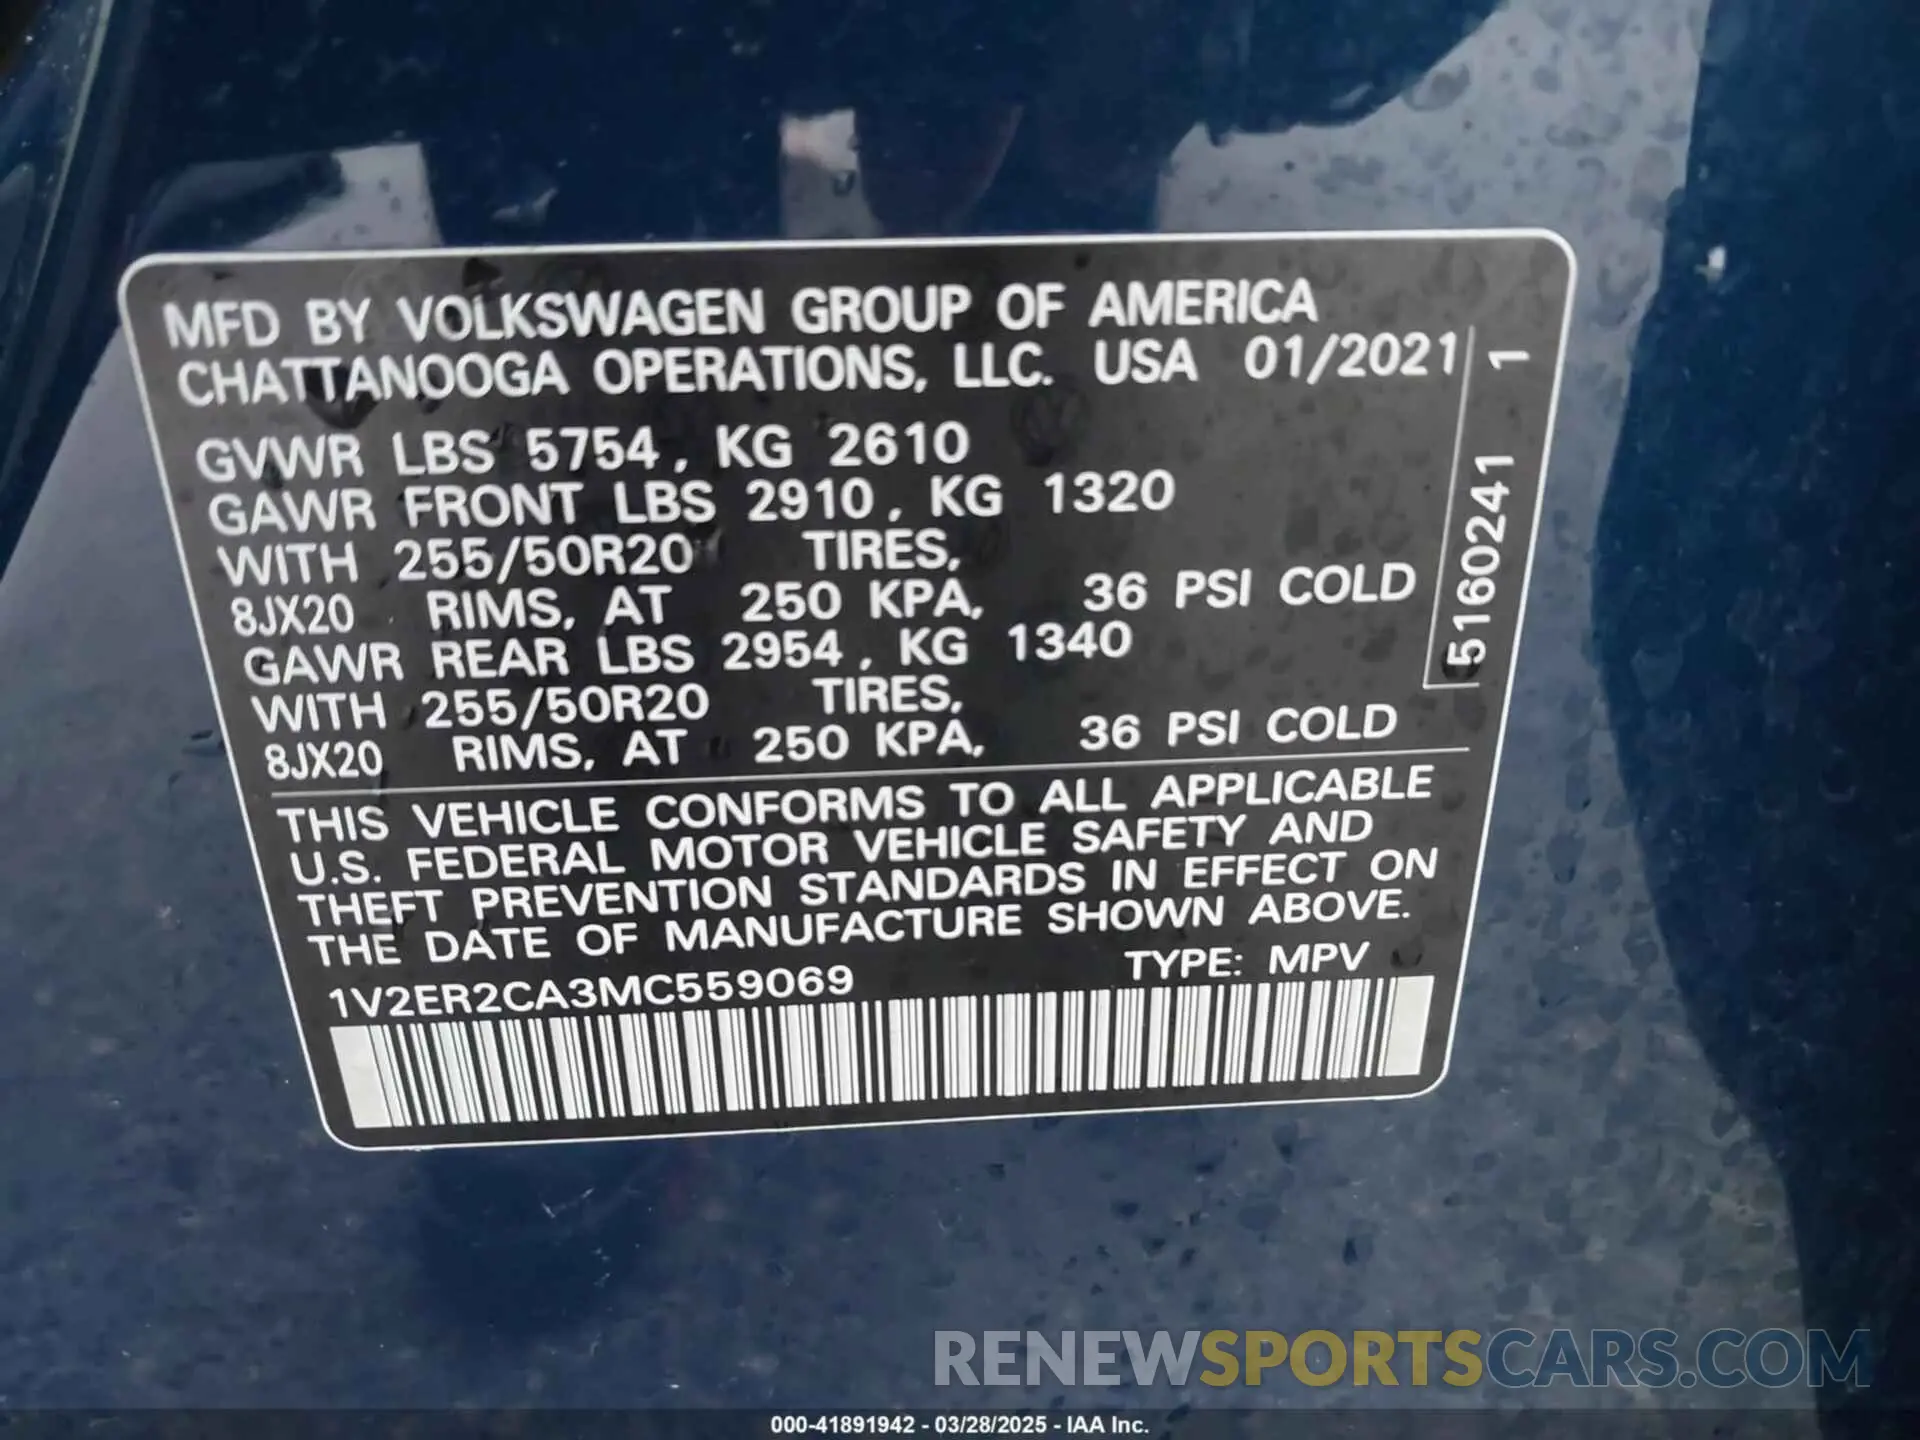 MFD BY VOLKSWAGEN GROUP OF AMERICA
CHATTANOOGA OPERATIONS, LLC. USA 01/2021
GVWR LBS 5754, KG 2610
GAWR FRONT LBS 2910, KG 1320
WITH 255/50R20 TIRES,
8JX20 RIMS, AT 250 KPA, 36 PSI COLD
GAWR REAR LBS 2954, KG 1340
WITH 255/50R20 TIRES,
8JX20 RIMS, AT 250 KPA, 36 PSI COLD
51602411 1
THIS VEHICLE CONFORMS TO ALL APPLICABLE
U.S. FEDERAL MOTOR VEHICLE SAFETY AND
THEFT PREVENTION STANDARDS IN EFFECT ON
THE DATE OF MANUFACTURE SHOWN ABOVE.
1V2ER2CA3MC559069 TYPE: MPV
RENEWSPORTSCARS.COM
000-41891942 - 03/28/2025 - IAA Inc.